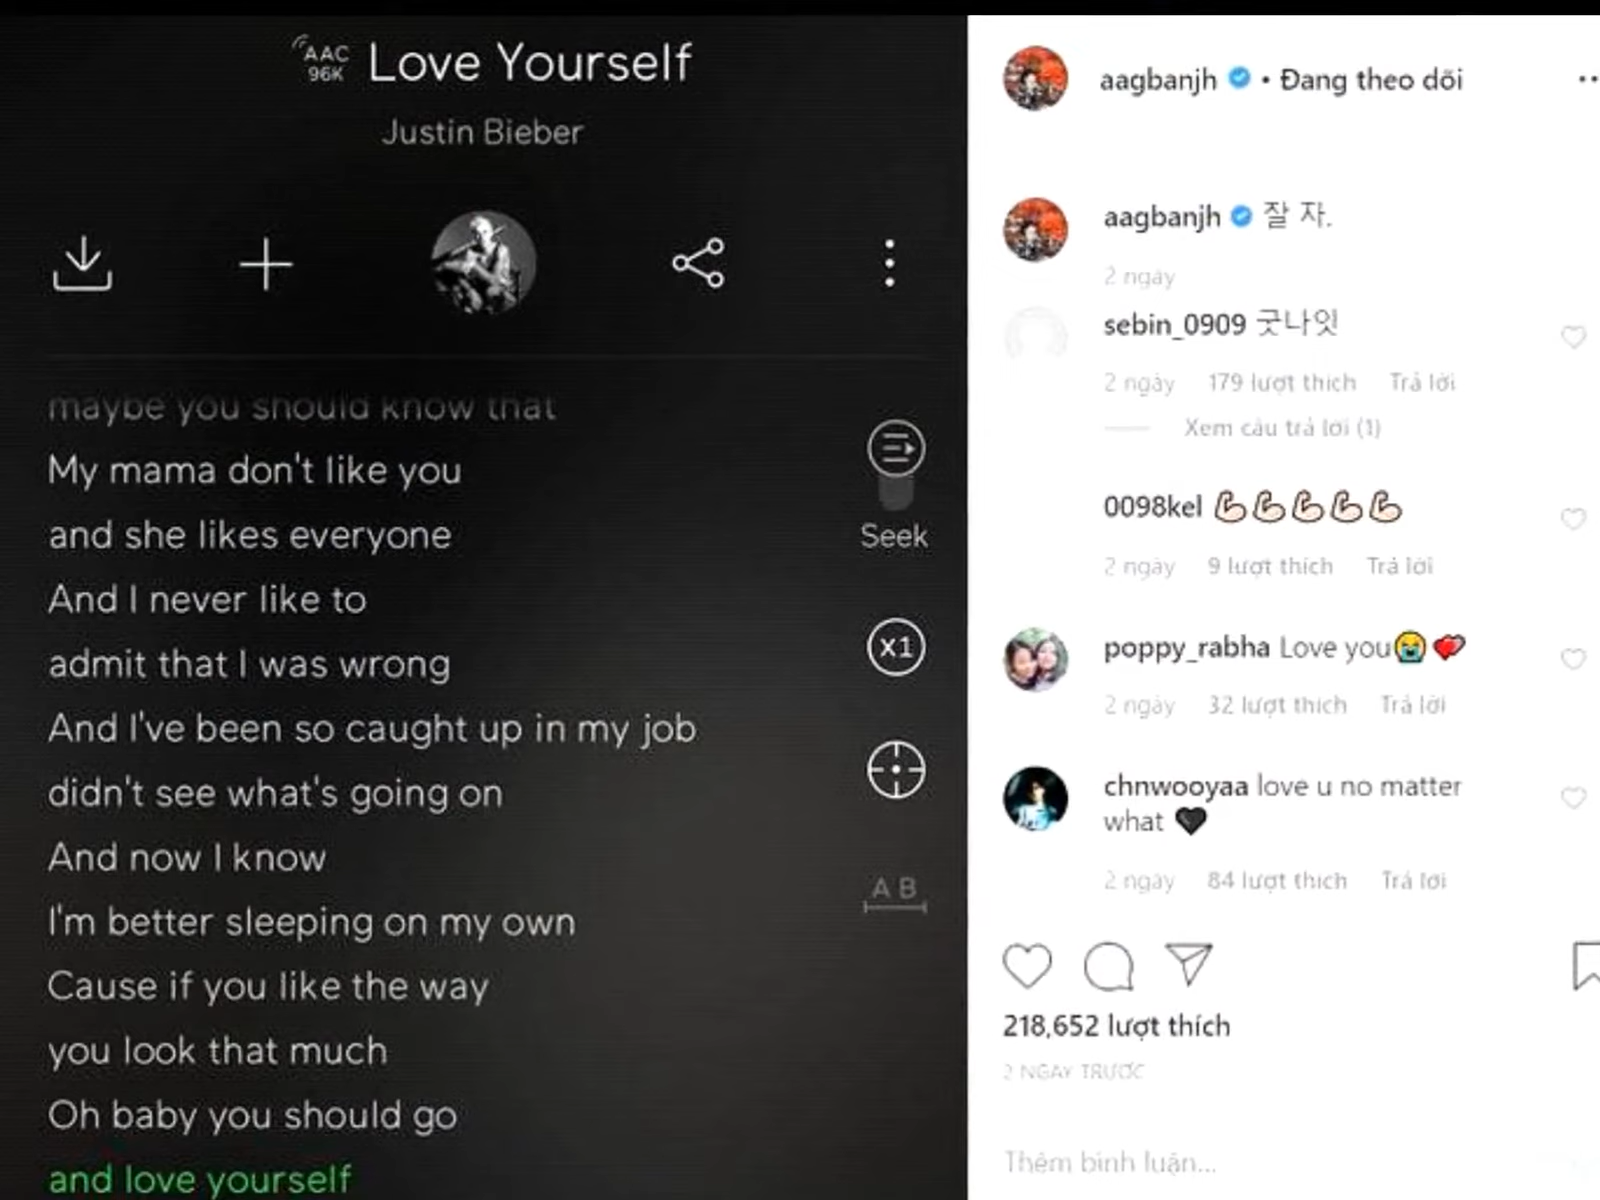 AAC
96K
Love Yourself
Justin Bieber
maybe you should know that
My mama don't like you
and she likes everyone
And I never like to
admit that I was wrong
And I've been so caught up in my job
didn't see what's going on
And now I know
I'm better sleeping on my own
Cause if you like the way
you look that much
Oh baby you should go
and love yourself
Seek
X1
A B
aagbanjh • Đang theo dõi
aagbanjh 잘 자.
2 ngày
sebin_0909 굿나잇
2 ngày 179 lượt thích Trả lời
Xem câu trả lời (1)
0098kel 💪🏻💪🏻💪🏻💪🏻💪🏻
2 ngày 9 lượt thích Trả lời
poppy_rabha Love you😭💕
2 ngày 32 lượt thích Trả lời
chnwooyaa love u no matter
what 🖤
2 ngày 84 lượt thích Trả lời
218,652 lượt thích
2 NGÀY TRƯỚC
Thêm bình luận...